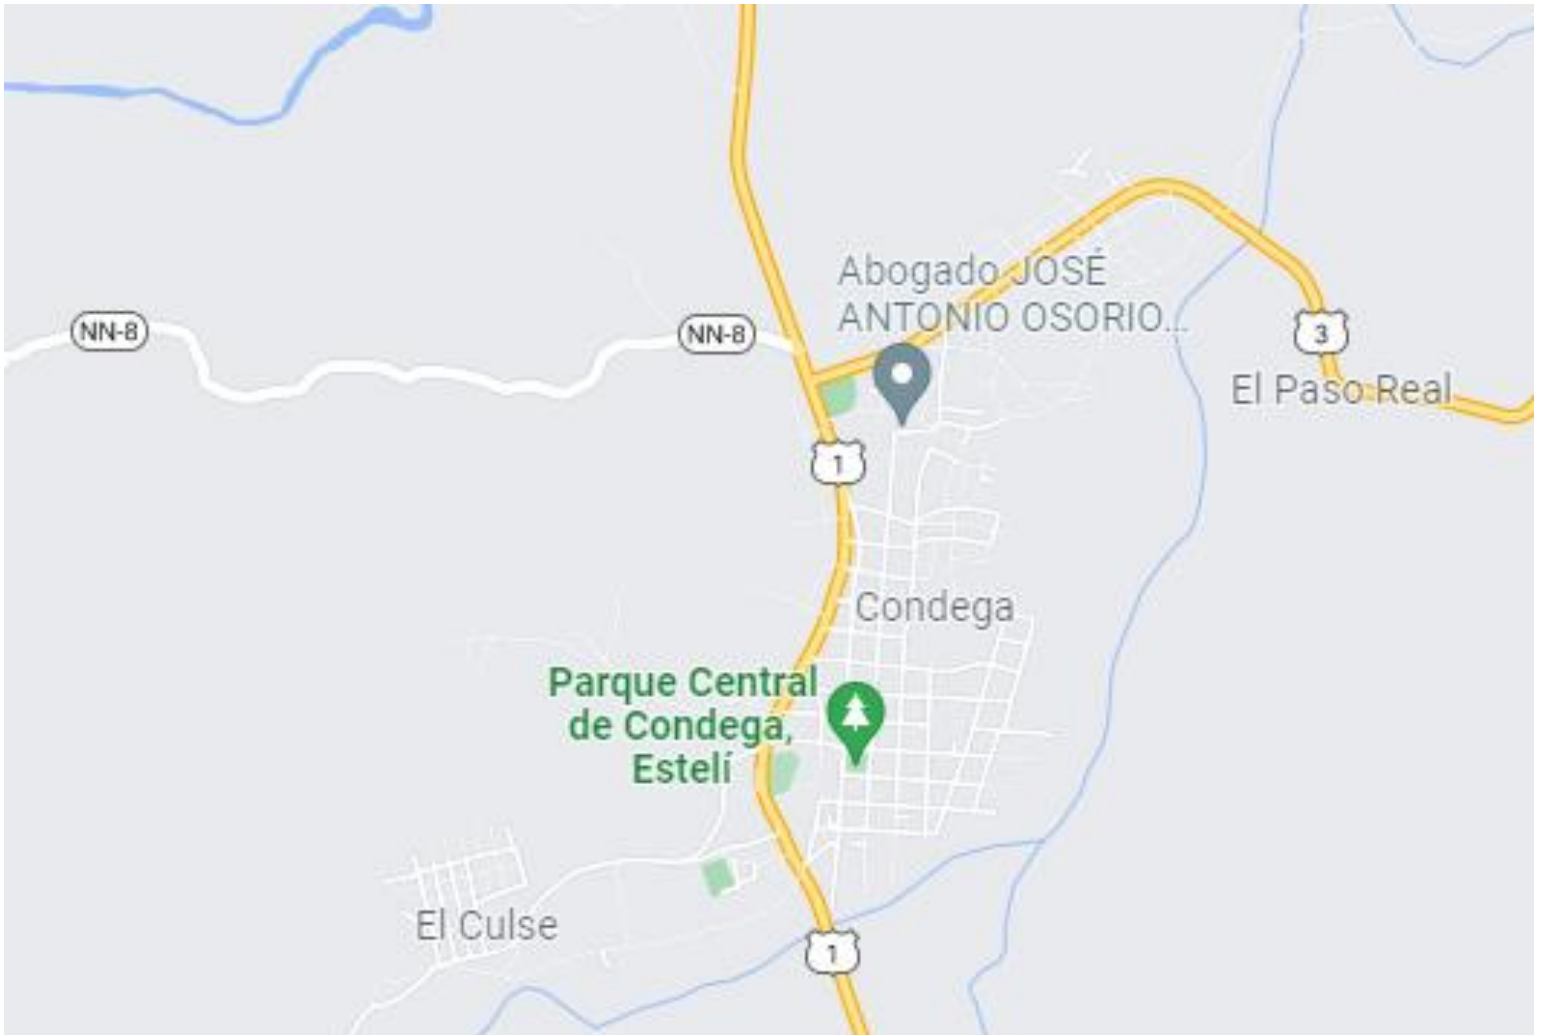 Abogado JOSÉ
ANTONIO OSORIO...
NN-8
NN-8
3
El Paso Real
1
Condega
Parque Central
de Condega,
Estelí
El Culse
1